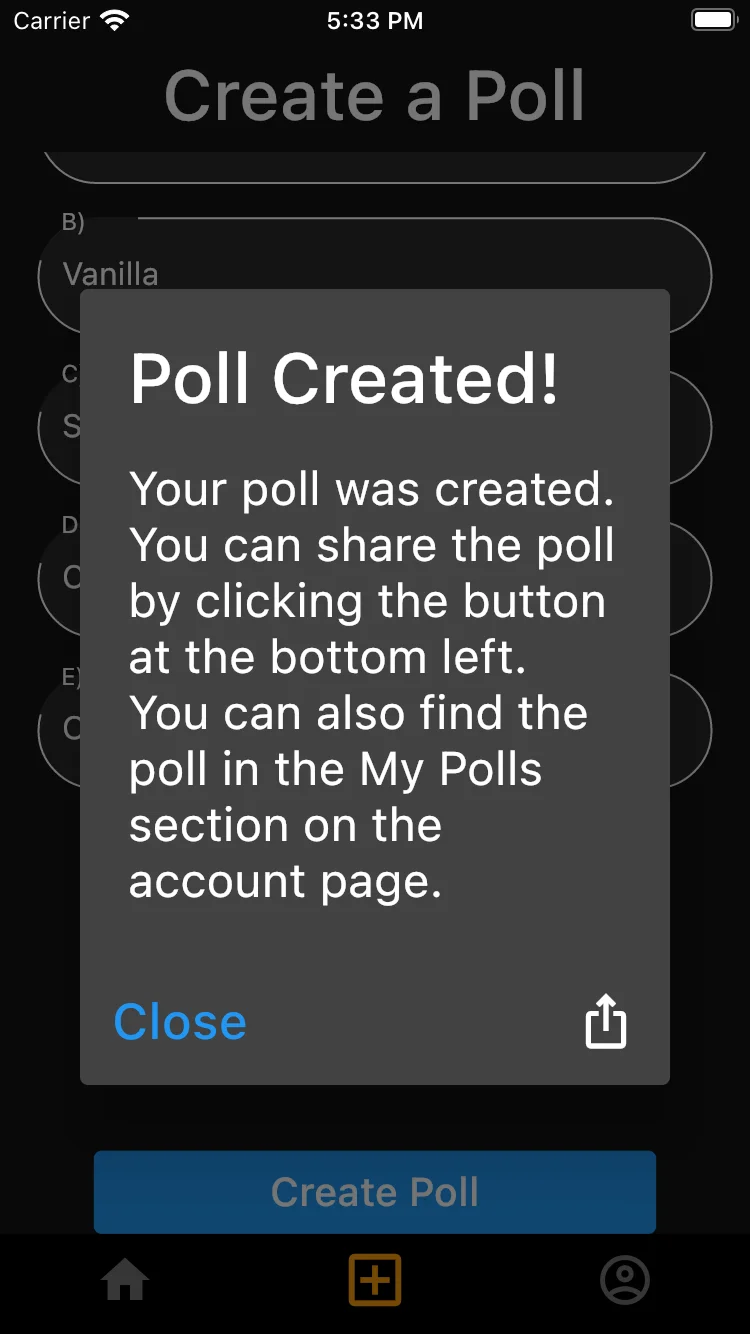 Carrier 5:33 PM
Create a Poll
B)
Vanilla
C
S
D
E)
Poll Created!
Your poll was created.
You can share the poll
by clicking the button
at the bottom left.
You can also find the
poll in the My Polls
section on the
account page.
Close
Create Poll